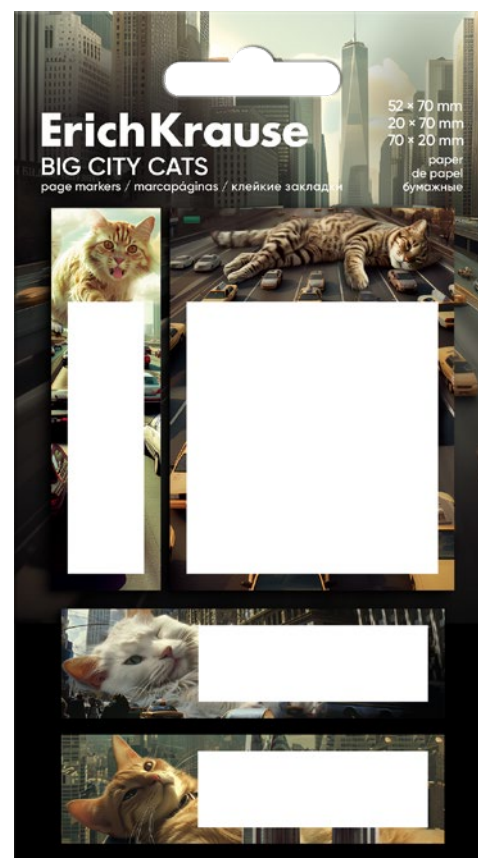 52 × 70 mm
20 × 70 mm
70 × 20 mm
ErichKrause
BIG CITY CATS
paper
de papel
бумажные
page markers / marcapáginas / клейкие закладки